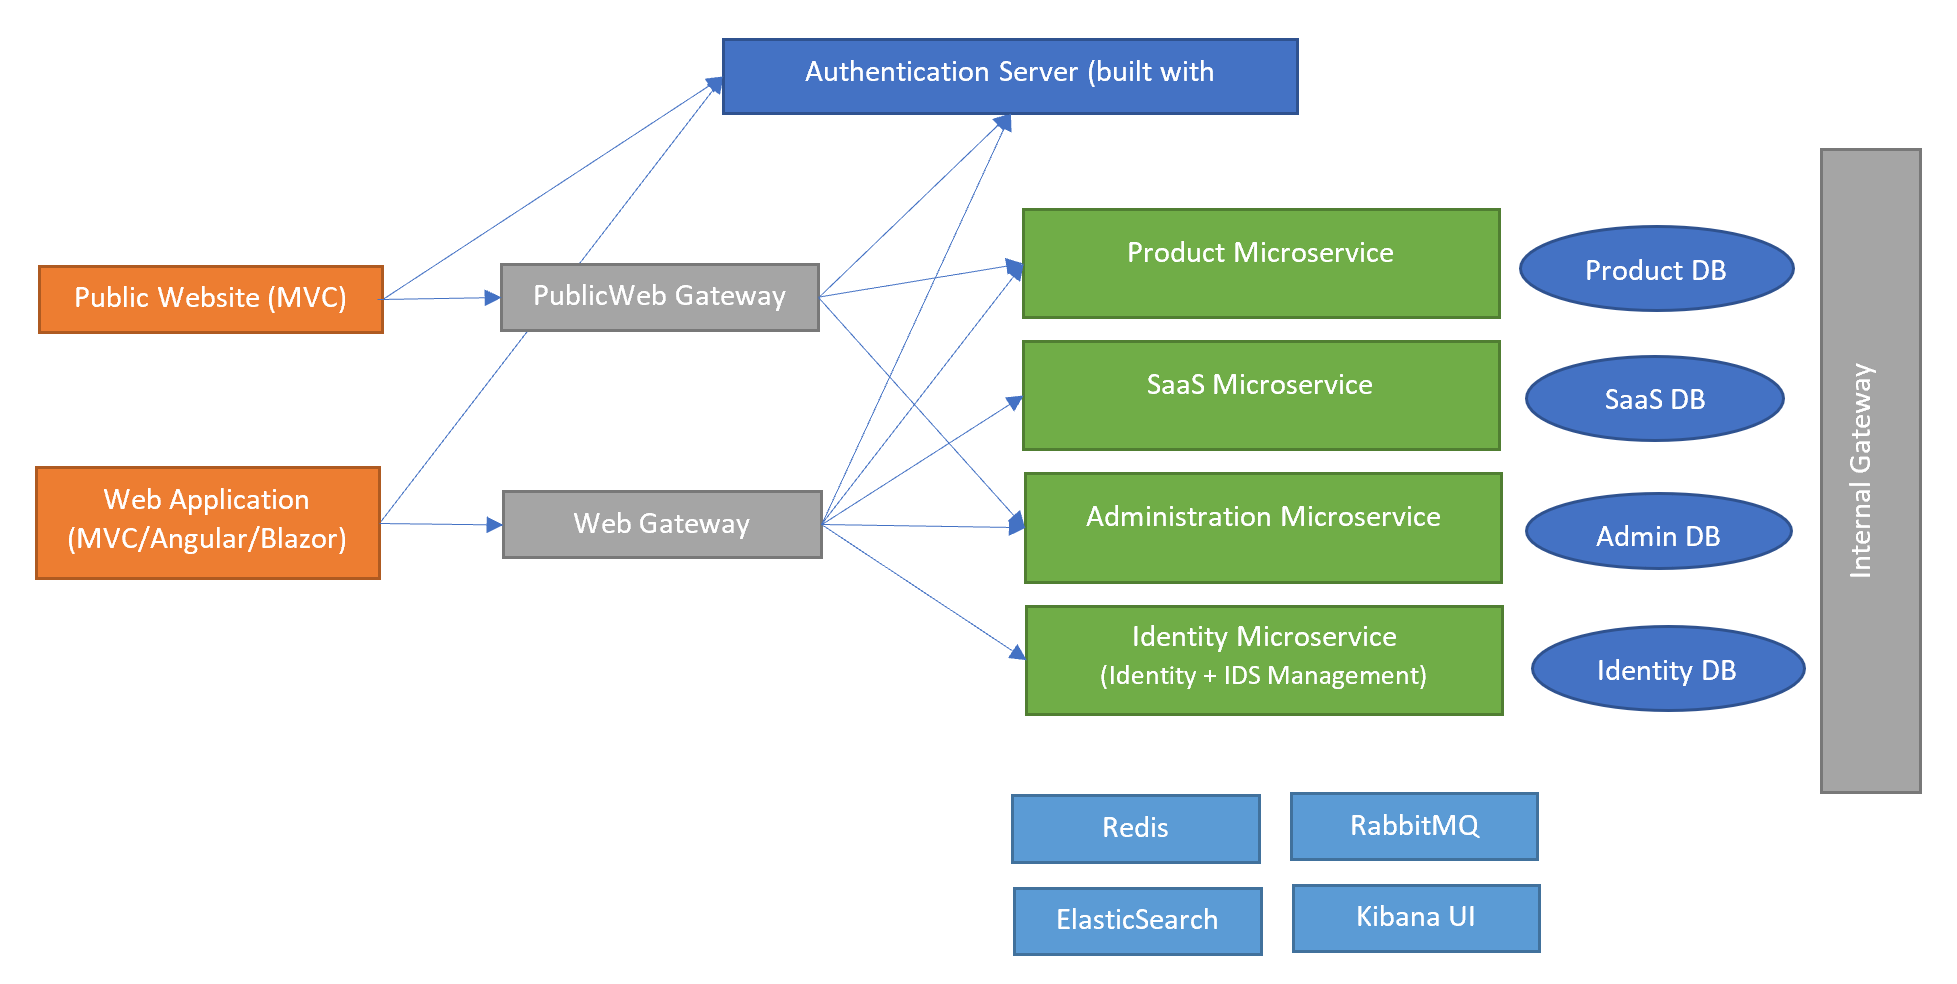 Authentication Server (built with
Public Website (MVC)
PublicWeb Gateway
Product Microservice
Product DB
SaaS Microservice
SaaS DB
Internal Gateway
Web Application
(MVC/Angular/Blazor)
Web Gateway
Administration Microservice
Admin DB
Identity Microservice
(Identity + IDS Management)
Identity DB
Redis
RabbitMQ
ElasticSearch
Kibana UI